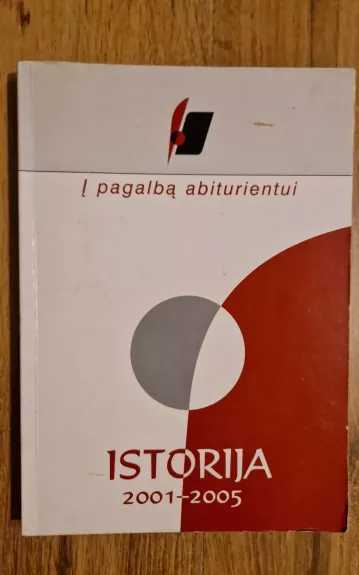 Į pagalbą abiturientui
ISTORIJA
2001–2005